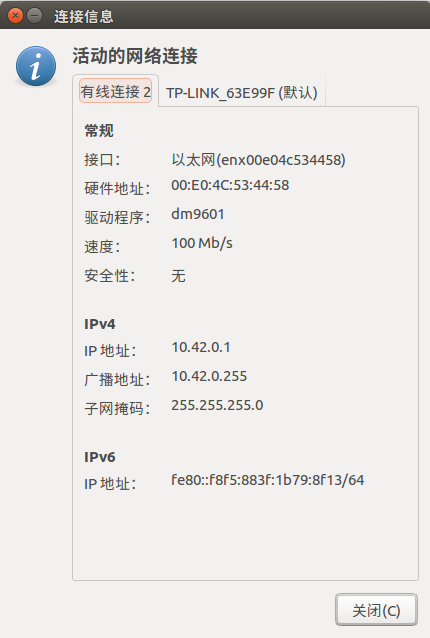 连接信息
活动的网络连接
有线连接 2 TP-LINK_63E99F (默认)
常规
接口： 以太网(enx00e04c534458)
硬件地址： 00:E0:4C:53:44:58
驱动程序： dm9601
速度： 100 Mb/s
安全性： 无
IPv4
IP 地址： 10.42.0.1
广播地址： 10.42.0.255
子网掩码： 255.255.255.0
IPv6
IP 地址： fe80::f8f5:883f:1b79:8f13/64
关闭(C)